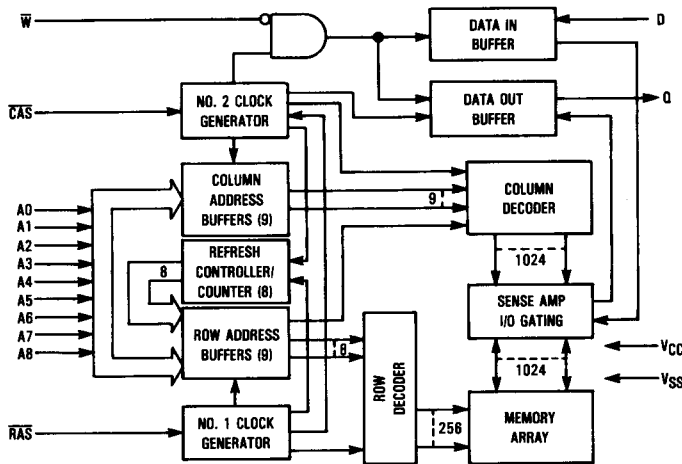 W̅
DATA IN
BUFFER
D
NO. 2 CLOCK
GENERATOR
DATA OUT
BUFFER
Q
C̅A̅S̅
COLUMN
ADDRESS
BUFFERS (9)
9
COLUMN
DECODER
A0
A1
A2
A3
A4
A5
A6
A7
A8
8
REFRESH
CONTROLLER/
COUNTER (8)
1024
SENSE AMP
I/O GATING
ROW ADDRESS
BUFFERS (9)
8
ROW
DECODER
1024
VCC
VSS
R̅A̅S̅
NO. 1 CLOCK
GENERATOR
256
MEMORY
ARRAY